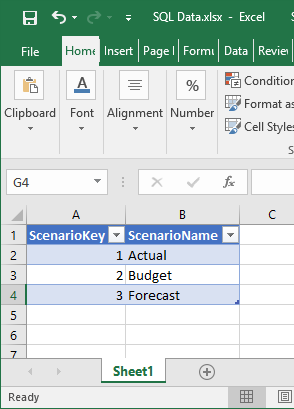 SQL Data.xlsx - Excel
File Home Insert Page Formu Data Review
Clipboard
Font
Alignment
%
Number
Condition
Format as
Cell Styles
G4 fx
A B C
1 ScenarioKey ScenarioName
2 1 Actual
3 2 Budget
4 3 Forecast
5
6
7
Sheet1
Ready